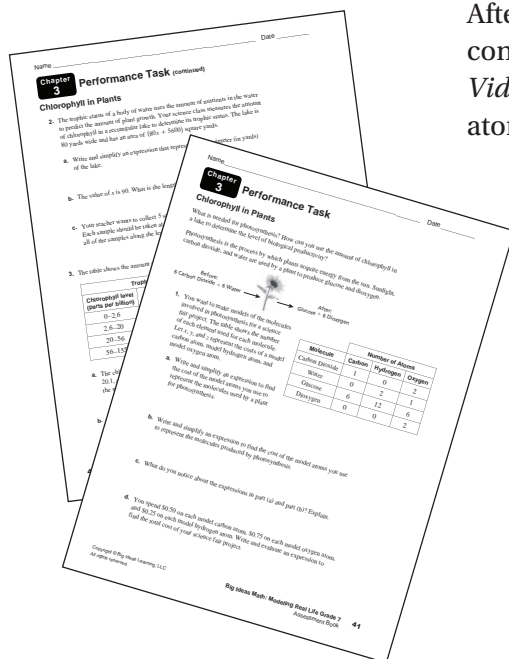 Afte
con
Vid
ator
Name
Date
Chapter 3 Performance Task (continued)
Chlorophyll in Plants
2. The trophic status of a body of water uses the amount of nutrients in the water
to predict the amount of plant growth. Your science class measures the amount
of chlorophyll in a rectangular lake to determine its trophic status. The lake is
80 yards wide and has an area of (80x + 5600) square yards.
a. Write and simplify an expression that repres
imeter (in yards)
of the lake.
b. The value of x is 90. What is the leng
c. Your teacher wants to collect 5 s
Each sample should be taken a
all of the samples along the l
3. The table shows the amount
Trop
Chlorophyll level
(parts per billion)
0–2.6
2.6–20
20–56
56–15
a. The ch
20.1,
the
b.
Name
Date
Chapter 3 Performance Task
Chlorophyll in Plants
What is needed for photosynthesis? How can you use the amount of chlorophyll in
a lake to determine the level of biological productivity?
Photosynthesis is the process by which plants acquire energy from the sun. Sunlight,
carbon dioxide, and water are used by a plant to produce glucose and dioxygen.
Before:
6 Carbon Dioxide + 6 Water
After:
Glucose + 6 Dioxygen
1. You want to make models of the molecules
involved in photosynthesis for a science
fair project. The table shows the number
of each element used for each molecule.
Let x, y, and z represent the costs of a model
carbon atom, model hydrogen atom, and
model oxygen atom.
Number of Atoms
Molecule Carbon Hydrogen Oxygen
Carbon Dioxide 1 0 2
Water 0 2 1
Glucose 6 12 6
Dioxygen 0 0 2
a. Write and simplify an expression to find
the cost of the model atoms you use to
represent the molecules used by a plant
for photosynthesis.
b. Write and simplify an expression to find the cost of the model atoms you use
to represent the molecules produced by photosynthesis.
c. What do you notice about the expressions in part (a) and part (b)? Explain.
d. You spend $0.50 on each model carbon atom, $0.75 on each model oxygen atom,
and $0.25 on each model hydrogen atom. Write and evaluate an expression to
find the total cost of your science fair project.
Copyright © Big Ideas Learning, LLC
All rights reserved.
Big Ideas Math: Modeling Real Life Grade 7
Assessment Book
41